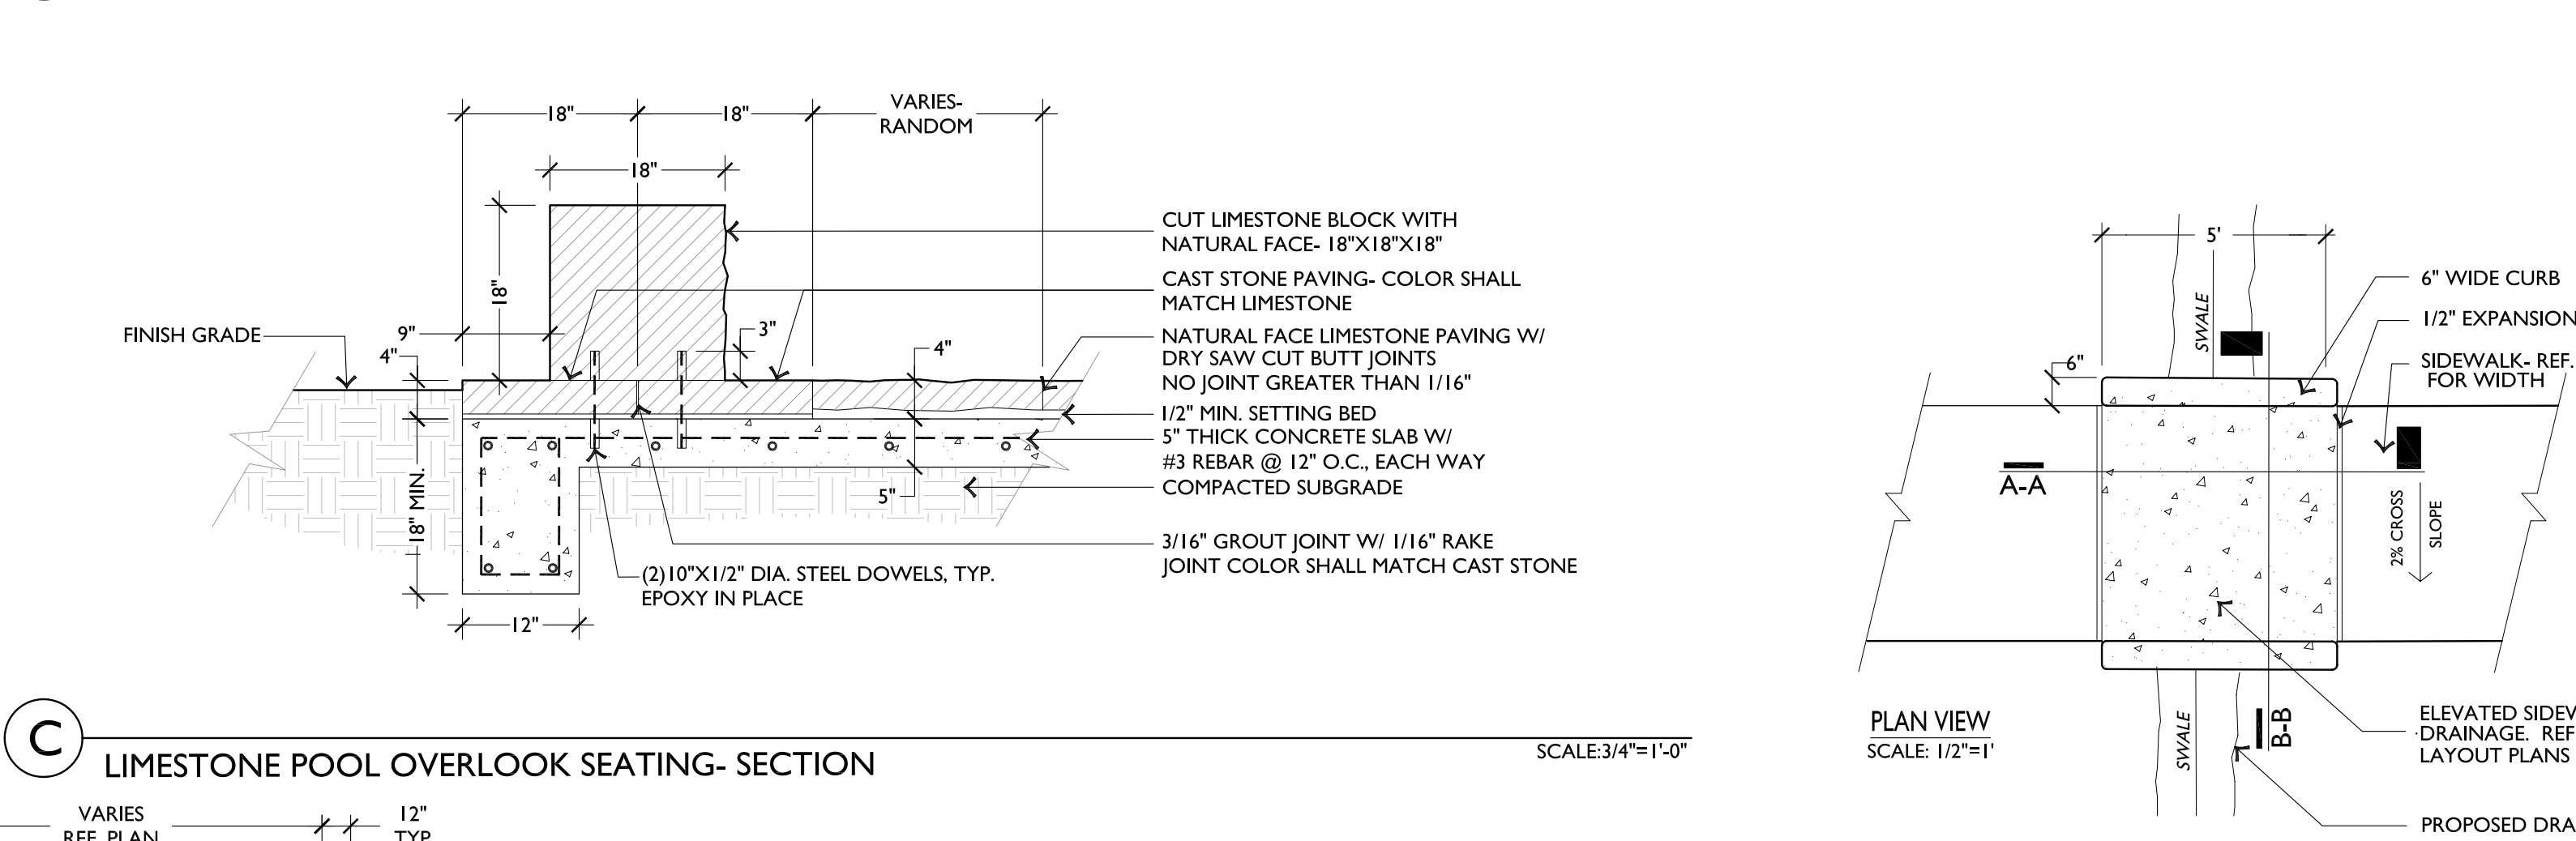 18"
18"
VARIES-
RANDOM
18"
18"
9"
4"
3"
4"
5"
18" MIN.
12"
FINISH GRADE
CUT LIMESTONE BLOCK WITH
NATURAL FACE- 18"X18"X18"
CAST STONE PAVING- COLOR SHALL
MATCH LIMESTONE
NATURAL FACE LIMESTONE PAVING W/
DRY SAW CUT BUTT JOINTS
NO JOINT GREATER THAN 1/16"
1/2" MIN. SETTING BED
5" THICK CONCRETE SLAB W/
#3 REBAR @ 12" O.C., EACH WAY
COMPACTED SUBGRADE
3/16" GROUT JOINT W/ 1/16" RAKE
JOINT COLOR SHALL MATCH CAST STONE
(2)10"X1/2" DIA. STEEL DOWELS, TYP.
EPOXY IN PLACE
C
LIMESTONE POOL OVERLOOK SEATING- SECTION
SCALE:3/4"=1'-0"
VARIES
REF. PLAN
12"
TYP
5'
SWALE
6"
6" WIDE CURB
1/2" EXPANSION
SIDEWALK- REF.
FOR WIDTH
A-A
2% CROSS
SLOPE
PLAN VIEW
SCALE: 1/2"=1'
SWALE
B-B
ELEVATED
DRAINAGE. REF
LAYOUT PLANS
PROPOSED